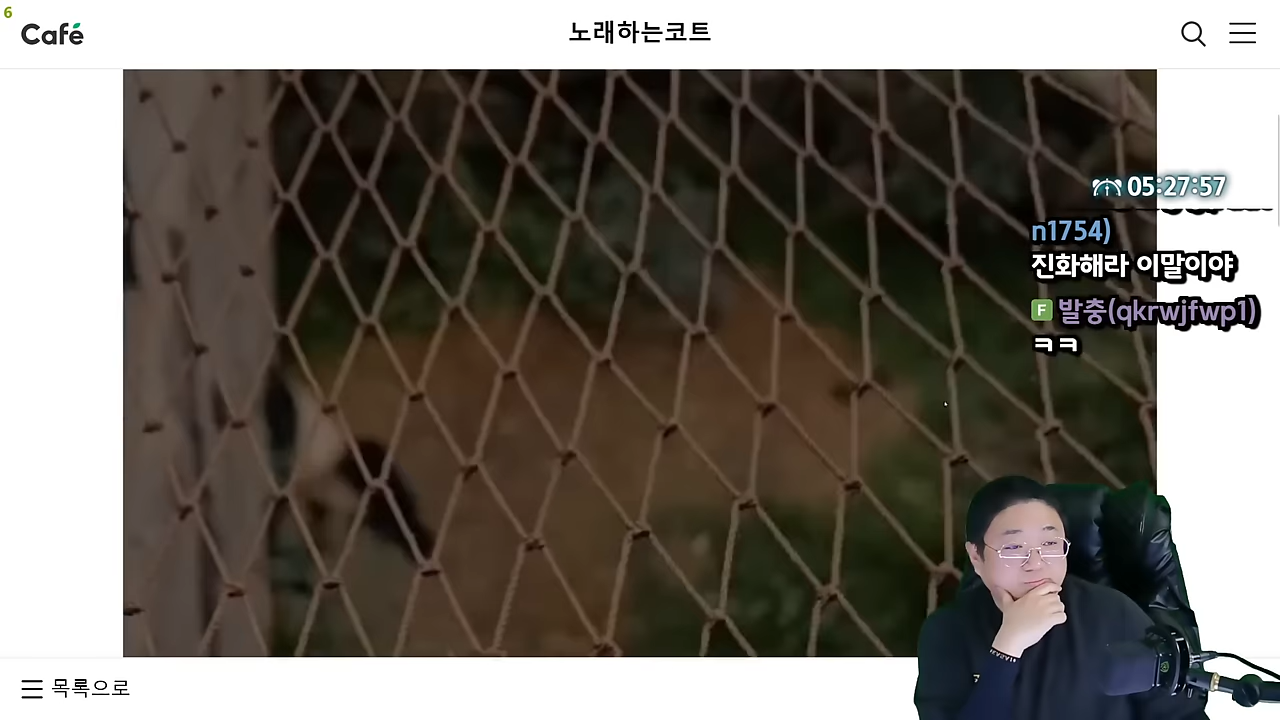 6
Café
노래하는코트
05:27:57
n1754)
진화해라 이말이야
F 발충(qkrwjfwp1)
ㅋㅋ
목록으로